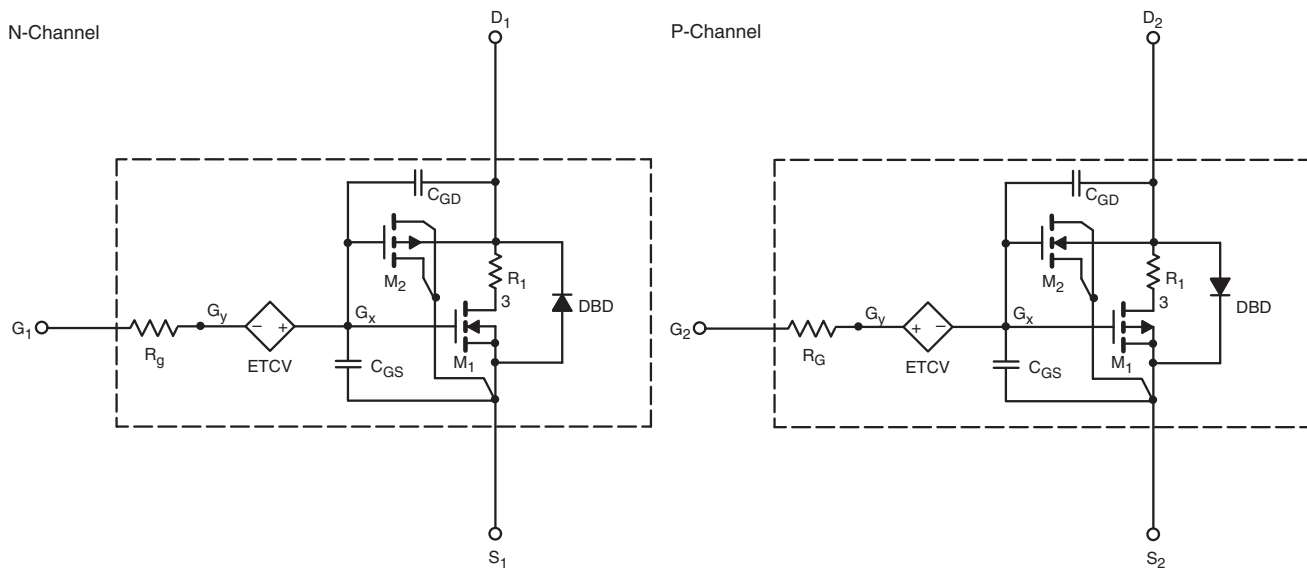 N-Channel
D1
CGD
M2
R1
3
DBD
G1
Rg
Gy
− +
ETCV
Gx
M1
CGS
S1
P-Channel
D2
CGD
M2
R1
3
DBD
G2
RG
Gy
+ −
ETCV
Gx
M1
CGS
S2